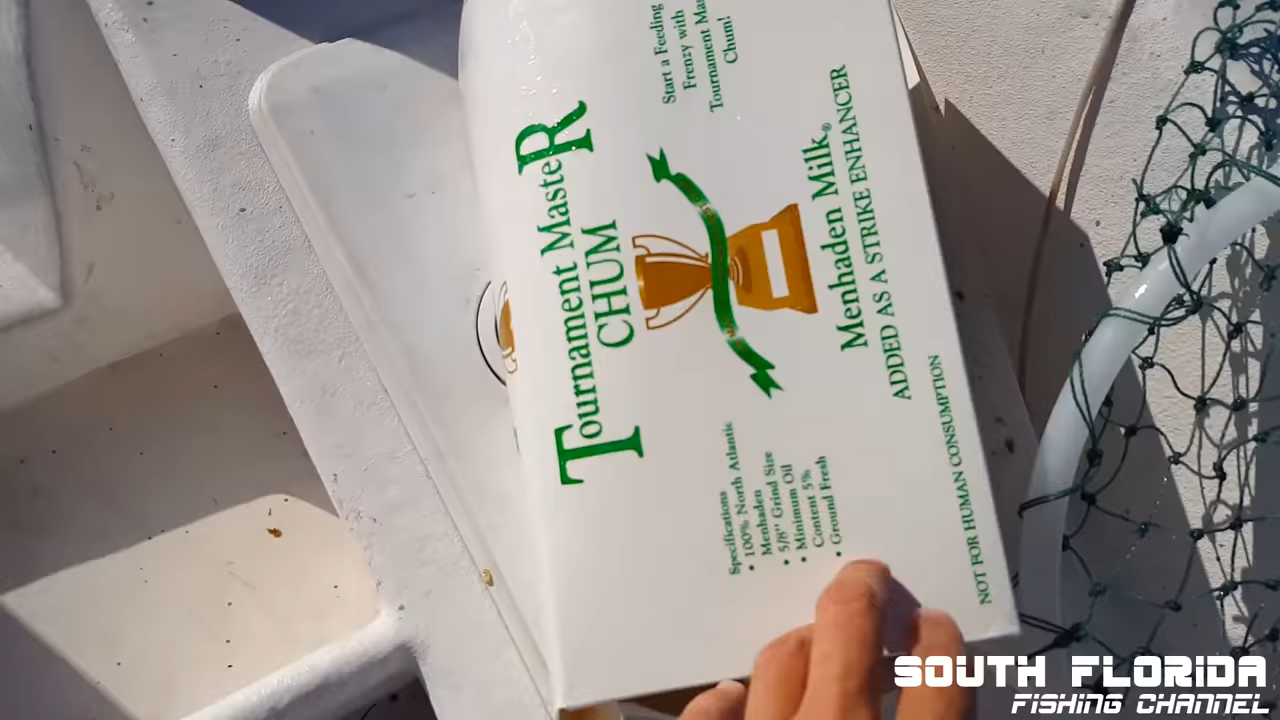 Tournament MasteR
CHUM
Start a Feeding
Frenzy with
Tournament
Chum!
Menhaden Milk®
ADDED AS A STRIKE ENHANCER
Specifications
• 100% North Atlantic
Menhaden
• 5/8" Grind Size
• Minimum Oil
Content 5%
• Ground Fresh
NOT FOR HUMAN CONSUMPTION
SOUTH FLORIDA
FISHING CHANNEL